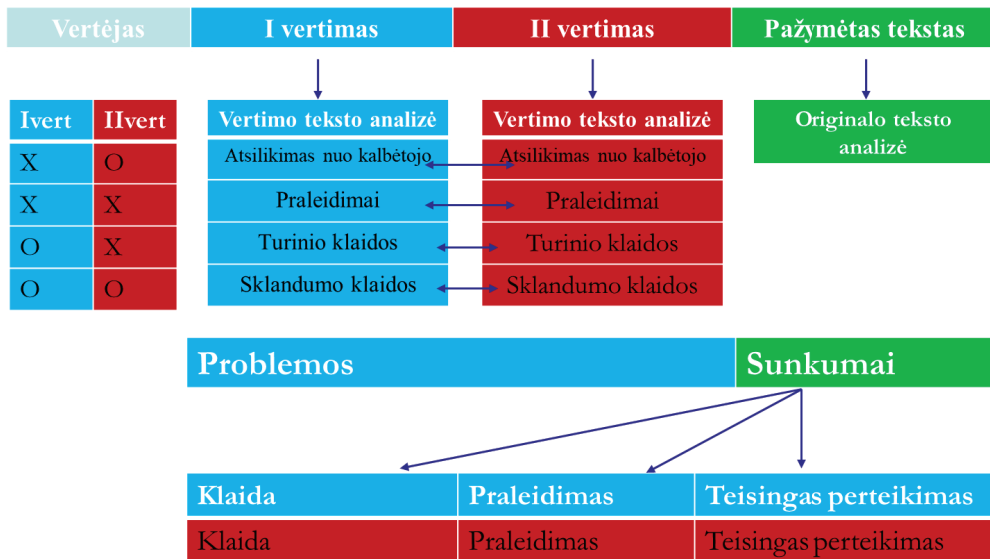 Vertėjas I vertimas II vertimas Pažymėtas tekstas
Ivert IIvert
X O
X X
O X
O O
Vertimo teksto analizė
Atsilikimas nuo kalbėtojo
Praleidimai
Turinio klaidos
Sklandumo klaidos
Vertimo teksto analizė
Atsilikimas nuo kalbėtojo
Praleidimai
Turinio klaidos
Sklandumo klaidos
Originalo teksto
analizė
Problemos Sunkumai
Klaida Praleidimas Teisingas perteikimas
Klaida Praleidimas Teisingas perteikimas